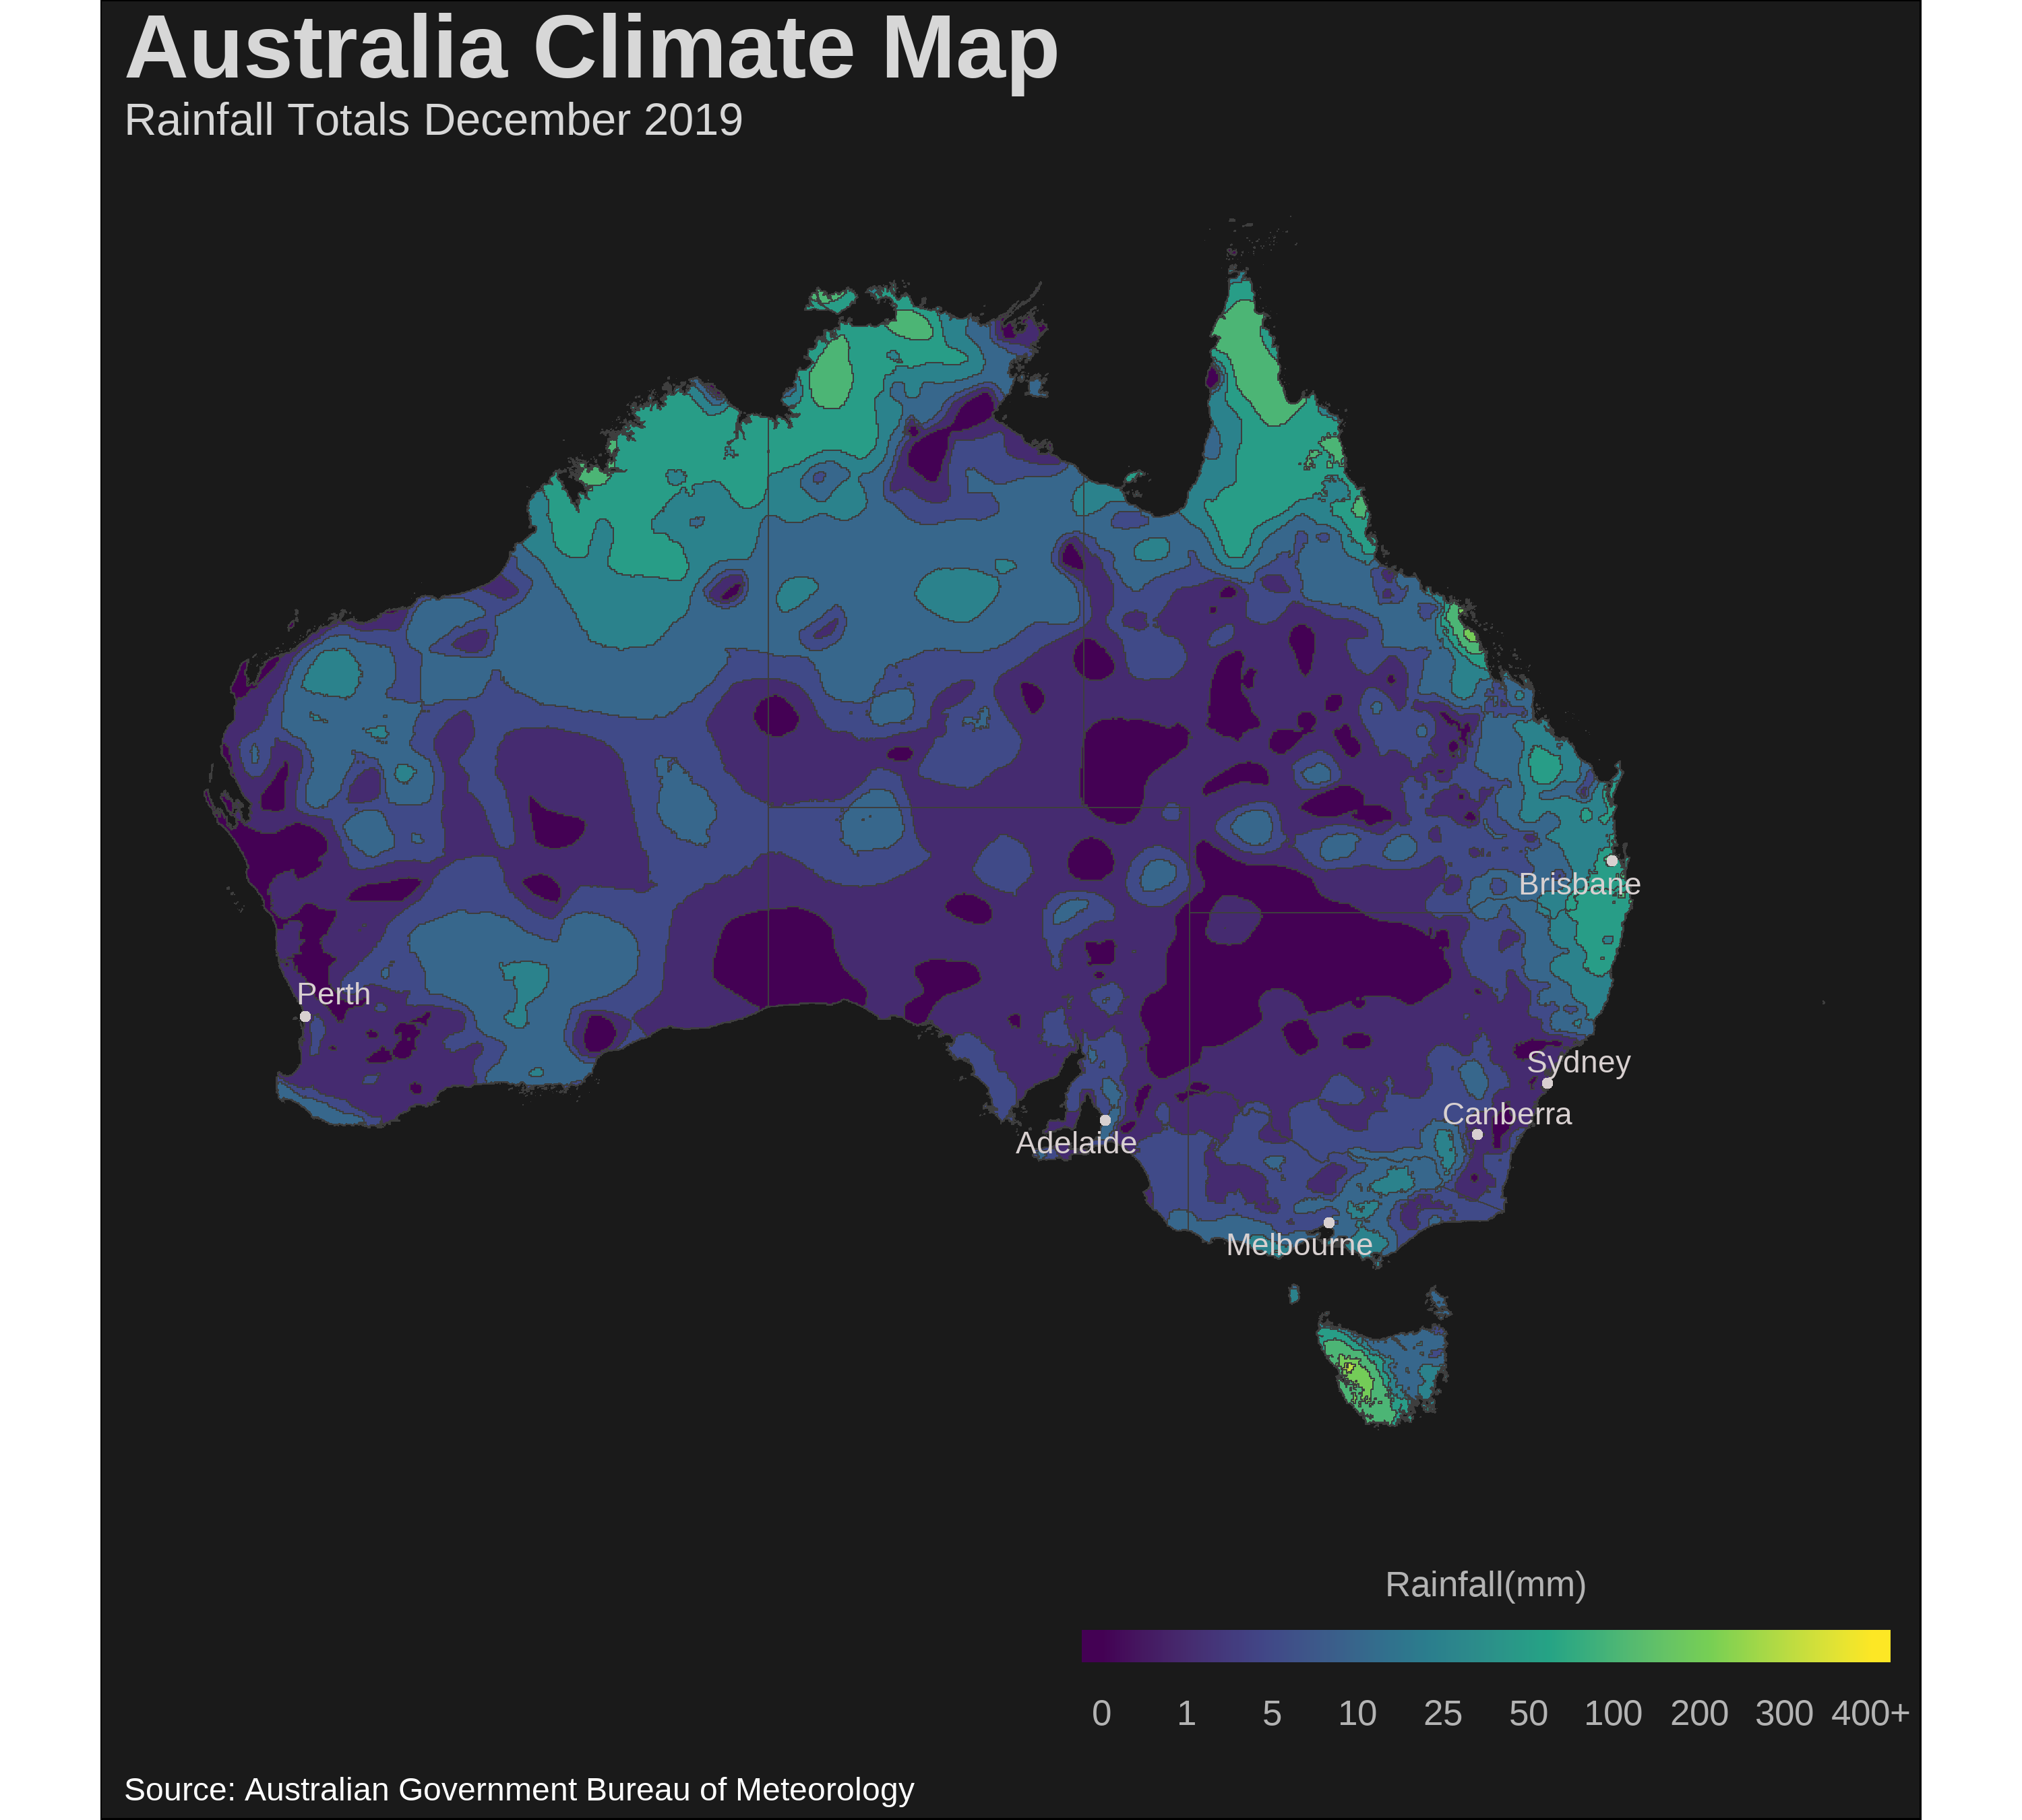 Australia Climate Map
Rainfall Totals December 2019
Brisbane
Perth
Sydney
Canberra
Adelaide
Melbourne
Rainfall(mm)
0 1 5 10 25 50 100 200 300 400+
Source: Australian Government Bureau of Meteorology